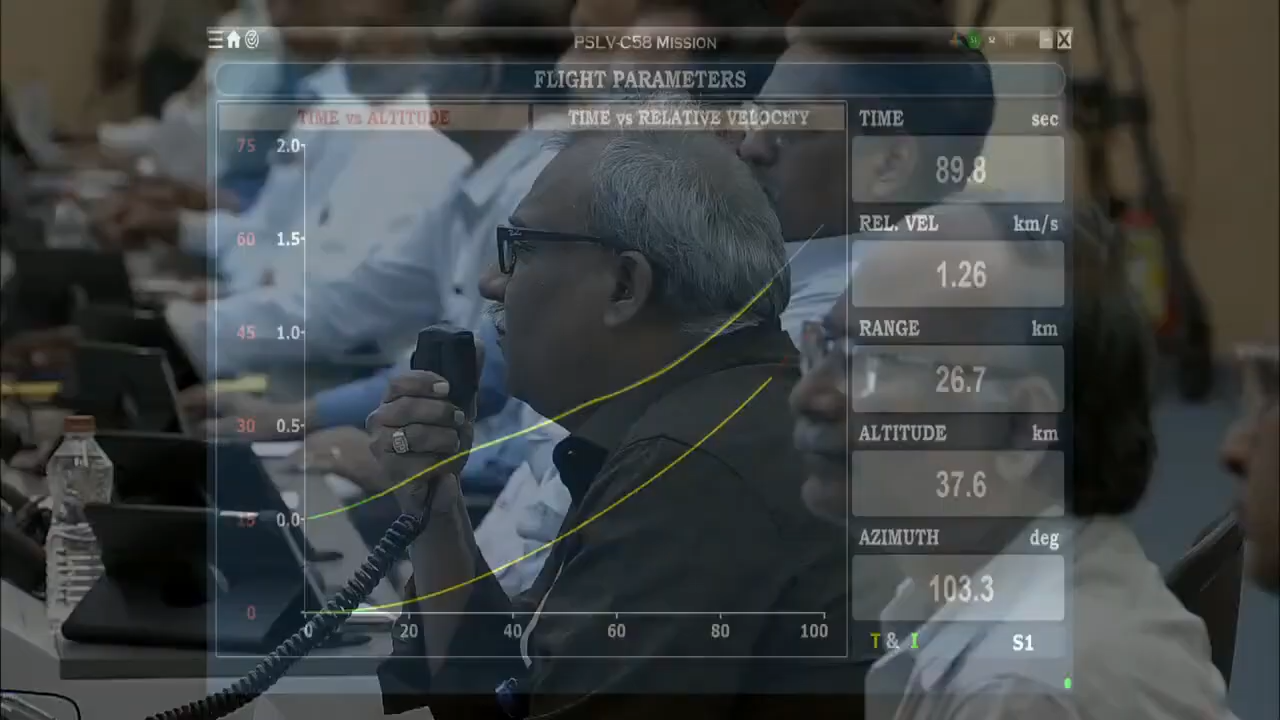 PSLV-C58 MISSION
FLIGHT PARAMETERS
TIME vs ALTITUDE
TIME vs RELATIVE VELOCITY
75 2.0
60 1.5
45 1.0
30 0.5
15 0.0
0
0 20 40 60 80 100
TIME sec
89.8
REL. VEL km/s
1.26
RANGE km
26.7
ALTITUDE km
37.6
AZIMUTH deg
103.3
T & I S1